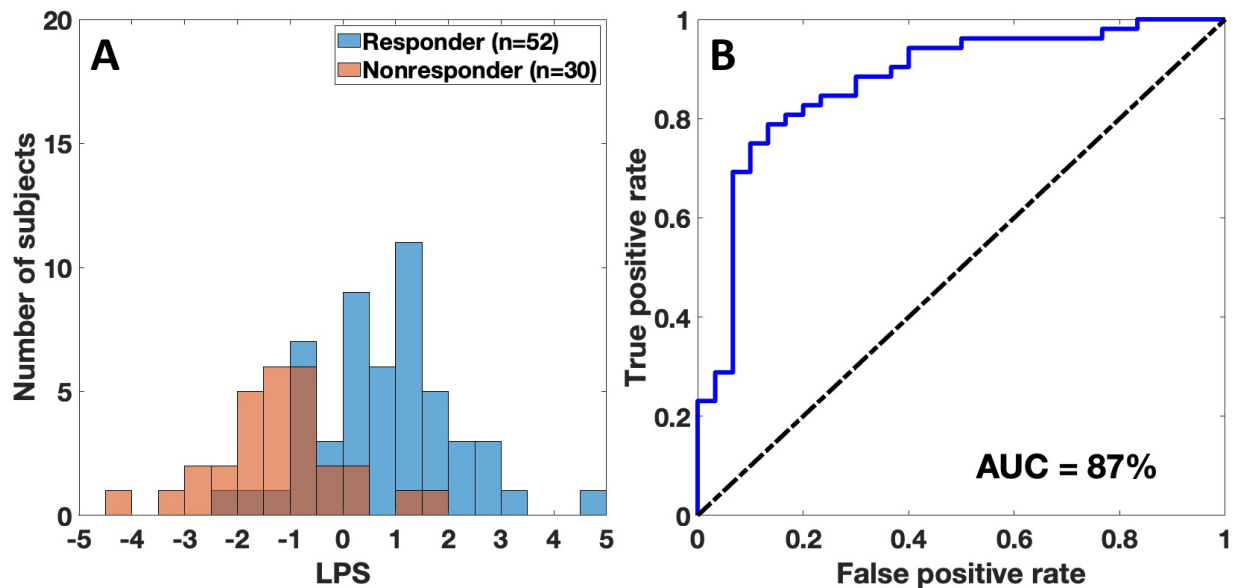 A
Responder (n=52)
Nonresponder (n=30)
20
15
10
5
0
Number of subjects
-5 -4 -3 -2 -1 0 1 2 3 4 5
LPS
B
1
0.8
0.6
0.4
0.2
0
True positive rate
AUC = 87%
0 0.2 0.4 0.6 0.8 1
False positive rate